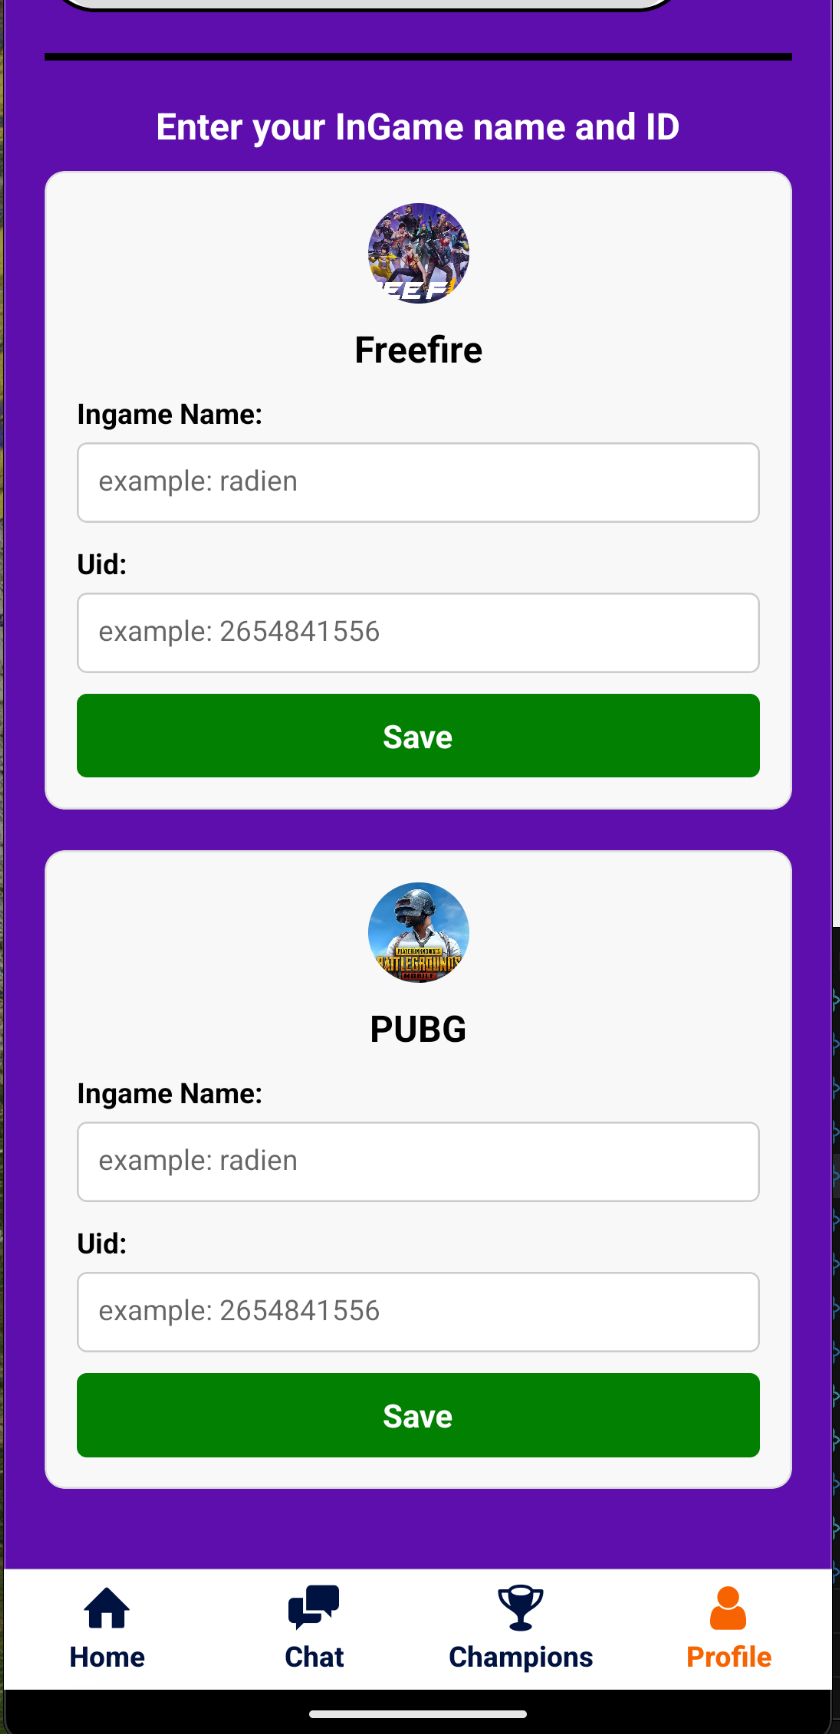 Enter your InGame name and ID
EE F
Freefire
Ingame Name:
example: radien
Uid:
example: 2654841556
Save
BATTLEGROUNDS
PUBG
Ingame Name:
example: radien
Uid:
example: 2654841556
Save
Home
Chat
Champions
Profile